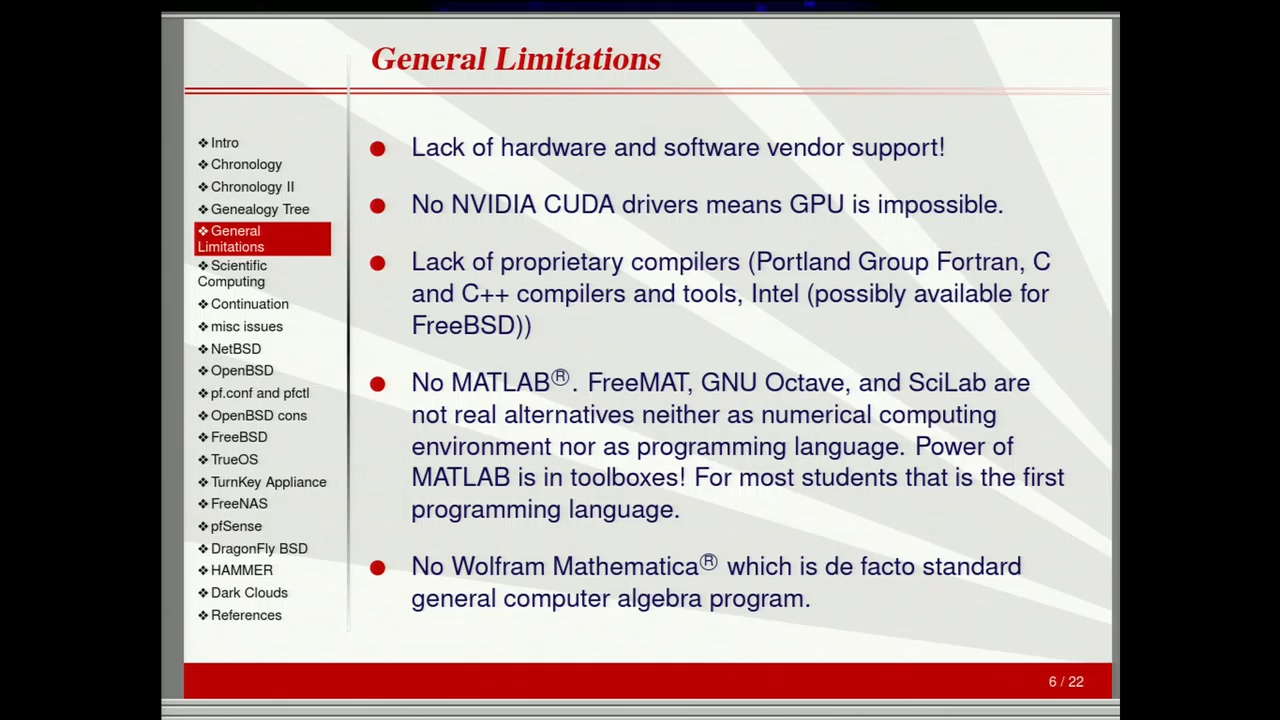 General Limitations
❖ Intro
❖ Chronology
❖ Chronology II
❖ Genealogy Tree
❖ General
Limitations
❖ Scientific
Computing
❖ Continuation
❖ misc issues
❖ NetBSD
❖ OpenBSD
❖ pf.conf and pfctl
❖ OpenBSD cons
❖ FreeBSD
❖ TrueOS
❖ TurnKey Appliance
❖ FreeNAS
❖ pfSense
❖ DragonFly BSD
❖ HAMMER
❖ Dark Clouds
❖ References
● Lack of hardware and software vendor support!
● No NVIDIA CUDA drivers means GPU is impossible.
● Lack of proprietary compilers (Portland Group Fortran, C
and C++ compilers and tools, Intel (possibly available for
FreeBSD))
● No MATLAB®. FreeMAT, GNU Octave, and SciLab are
not real alternatives neither as numerical computing
environment nor as programming language. Power of
MATLAB is in toolboxes! For most students that is the first
programming language.
● No Wolfram Mathematica® which is de facto standard
general computer algebra program.
6 / 22